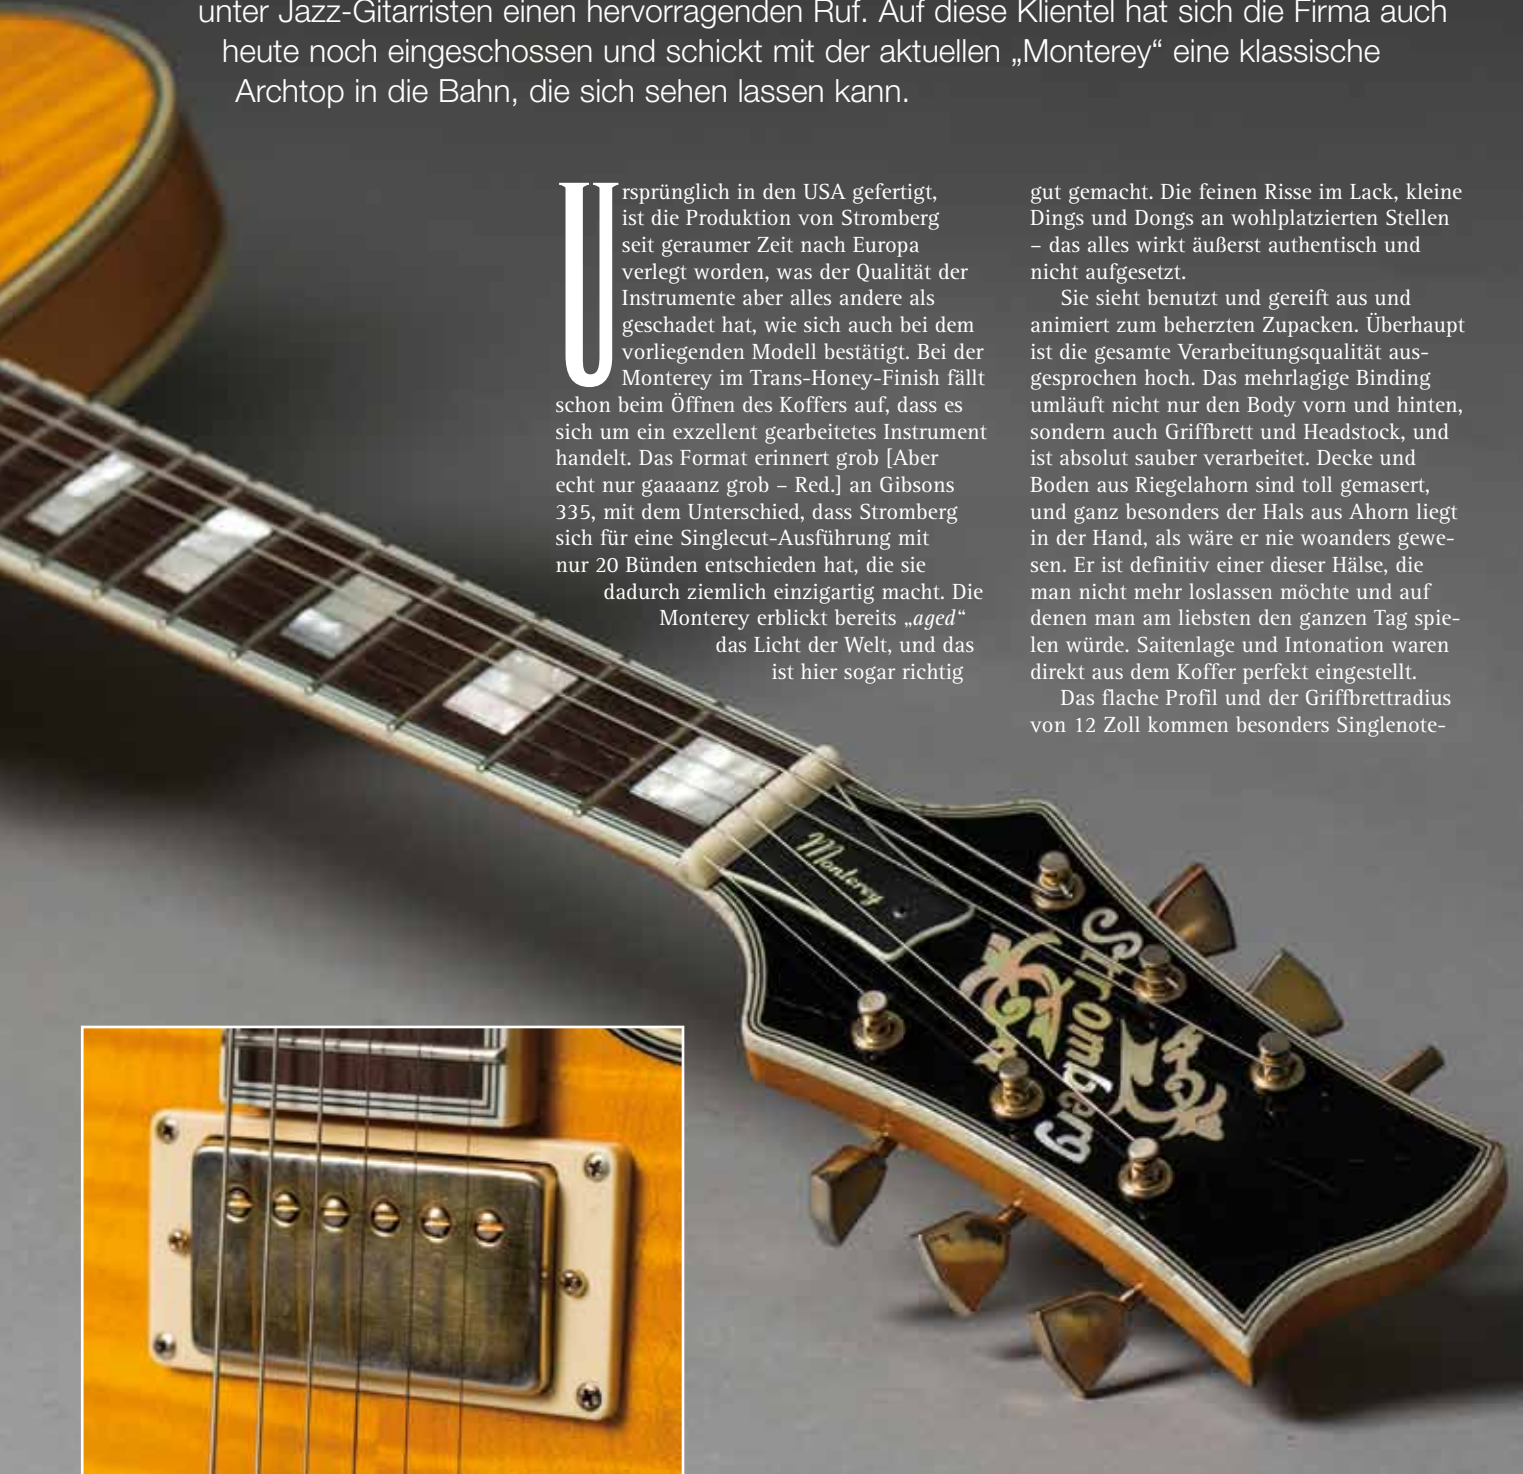 unter Jazz-Gitarristen einen hervorragenden Ruf. Auf diese Klientel hat sich die Firma auch
heute noch eingeschossen und schickt mit der aktuellen „Monterey“ eine klassische
Archtop in die Bahn, die sich sehen lassen kann.
Ursprünglich in den USA gefertigt,
ist die Produktion von Stromberg
seit geraumer Zeit nach Europa
verlegt worden, was der Qualität der
Instrumente aber alles andere als
geschadet hat, wie sich auch bei dem
vorliegenden Modell bestätigt. Bei der
Monterey im Trans-Honey-Finish fällt
schon beim Öffnen des Koffers auf, dass es
sich um ein exzellent gearbeitetes Instrument
handelt. Das Format erinnert grob [Aber
echt nur gaaaanz grob – Red.] an Gibsons
335, mit dem Unterschied, dass Stromberg
sich für eine Singlecut-Ausführung mit
nur 20 Bünden entschieden hat, die sie
dadurch ziemlich einzigartig macht. Die
Monterey erblickt bereits „aged“
das Licht der Welt, und das
ist hier sogar richtig
gut gemacht. Die feinen Risse im Lack, kleine
Dings und Dongs an wohlplatzierten Stellen
– das alles wirkt äußerst authentisch und
nicht aufgesetzt.
Sie sieht benutzt und gereift aus und
animiert zum beherzten Zupacken. Überhaupt
ist die gesamte Verarbeitungsqualität aus-
gesprochen hoch. Das mehrlagige Binding
umläuft nicht nur den Body vorn und hinten,
sondern auch Griffbrett und Headstock, und
ist absolut sauber verarbeitet. Decke und
Boden aus Riegelahorn sind toll gemasert,
und ganz besonders der Hals aus Ahorn liegt
in der Hand, als wäre er nie woanders gewe-
sen. Er ist definitiv einer dieser Hälse, die
man nicht mehr loslassen möchte und auf
denen man am liebsten den ganzen Tag spie-
len würde. Saitenlage und Intonation waren
direkt aus dem Koffer perfekt eingestellt.
Das flache Profil und der Griffbrettradius
von 12 Zoll kommen besonders Singlenote-
Monterey
Stromberg